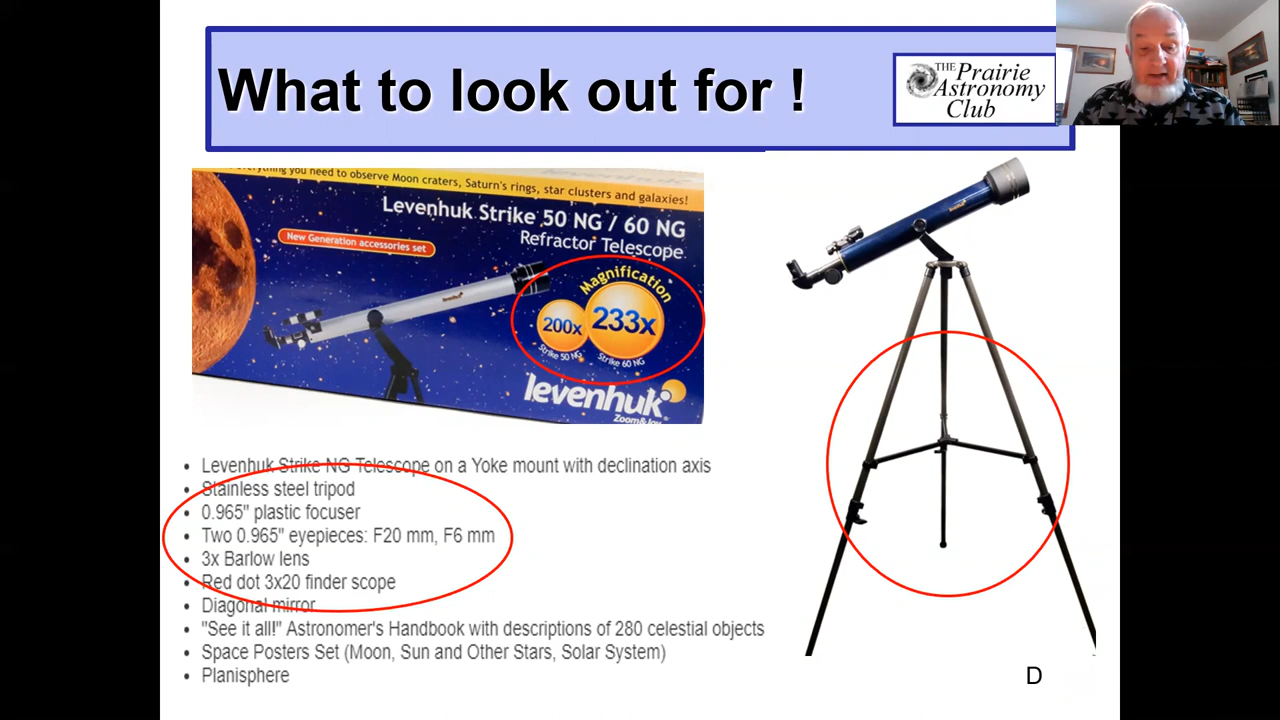 What to look out for !
THE Prairie
Astronomy
Club
everything you need to observe Moon craters, Saturn's rings, star clusters and galaxies!
Levenhuk Strike 50 NG / 60 NG
Refractor Telescope
New Generation accessories set
Magnification
200x
233x
Strike 50 NG
Strike 60 NG
levenhuk
Zoom&Joy
• Levenhuk Strike NG Telescope on a Yoke mount with declination axis
• Stainless steel tripod
• 0.965" plastic focuser
• Two 0.965" eyepieces: F20 mm, F6 mm
• 3x Barlow lens
• Red dot 3x20 finder scope
• Diagonal mirror
• "See it all!" Astronomer's Handbook with descriptions of 280 celestial objects
• Space Posters Set (Moon, Sun and Other Stars, Solar System)
• Planisphere
D